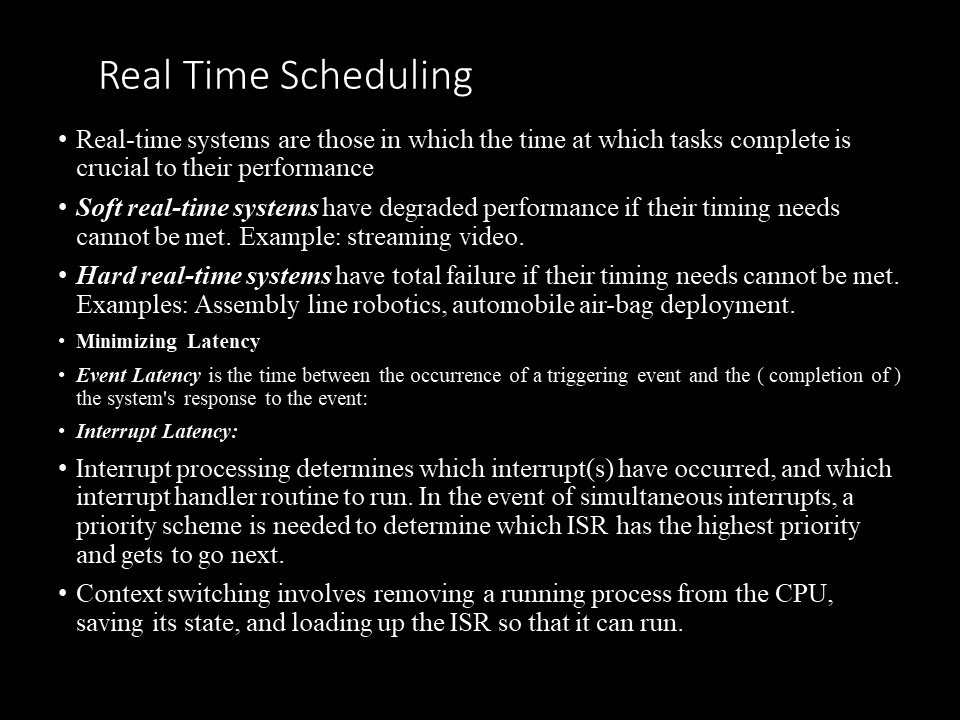 Real Time Scheduling
• Real-time systems are those in which the time at which tasks complete is
crucial to their performance
• Soft real-time systems have degraded performance if their timing needs
cannot be met. Example: streaming video.
• Hard real-time systems have total failure if their timing needs cannot be met.
Examples: Assembly line robotics, automobile air-bag deployment.
• Minimizing Latency
• Event Latency is the time between the occurrence of a triggering event and the ( completion of )
the system's response to the event:
• Interrupt Latency:
• Interrupt processing determines which interrupt(s) have occurred, and which
interrupt handler routine to run. In the event of simultaneous interrupts, a
priority scheme is needed to determine which ISR has the highest priority
and gets to go next.
• Context switching involves removing a running process from the CPU,
saving its state, and loading up the ISR so that it can run.